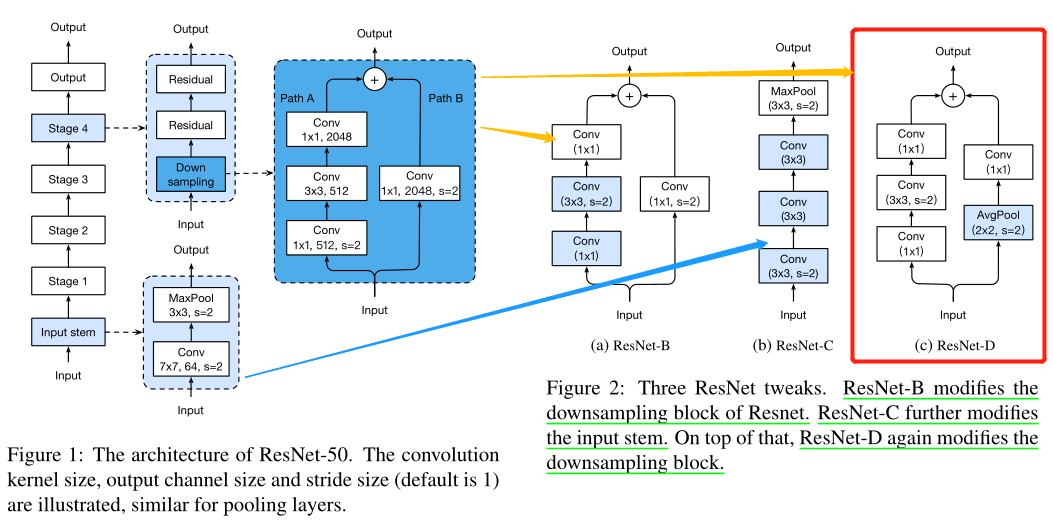 Output
Output
Stage 4
Stage 3
Stage 2
Stage 1
Input stem
Input
Output
Residual
Residual
Down
sampling
Input
MaxPool
3x3, s=2
Conv
7x7, 64, s=2
Input
Output
+
Path A
Path B
Conv
1x1, 2048
Conv
3x3, 512
Conv
1x1, 512, s=2
Conv
1x1, 2048, s=2
Input
Output
+
Conv
(1x1)
Conv
(3x3, s=2)
Conv
(1x1)
Conv
(1x1, s=2)
Input
(a) ResNet-B
Output
MaxPool
(3x3, s=2)
Conv
(3x3)
Conv
(3x3)
Conv
(3x3, s=2)
Input
(b) ResNet-C
Output
+
Conv
(1x1)
Conv
(3x3, s=2)
Conv
(1x1)
Conv
(1x1)
AvgPool
(2x2, s=2)
Input
(c) ResNet-D
Figure 1: The architecture of ResNet-50. The convolution
kernel size, output channel size and stride size (default is 1)
are illustrated, similar for pooling layers.
Figure 2: Three ResNet tweaks. ResNet-B modifies the
downsampling block of Resnet. ResNet-C further modifies
the input stem. On top of that, ResNet-D again modifies the
downsampling block.